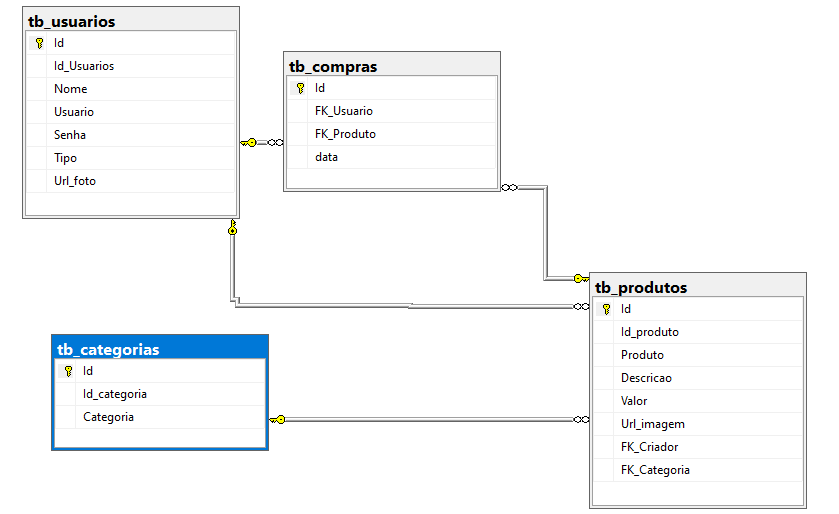 tb_usuarios
Id
Id_Usuarios
Nome
Usuario
Senha
Tipo
Url_foto
tb_compras
Id
FK_Usuario
FK_Produto
data
tb_categorias
Id
Id_categoria
Categoria
tb_produtos
Id
Id_produto
Produto
Descricao
Valor
Url_imagem
FK_Criador
FK_Categoria